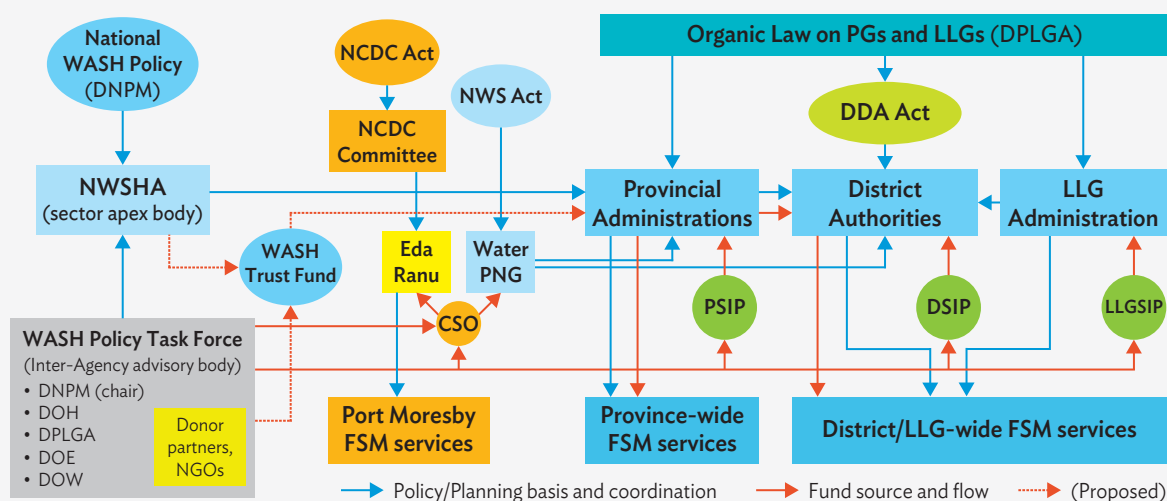 National
WASH Policy
(DNPM)
NCDC Act
NWS Act
Organic Law on PGs and LLGs (DPLGA)
DDA Act
NCDC
Committee
NWSHA
(sector apex body)
Provincial
Administrations
District
Authorities
LLG
Administration
WASH
Trust Fund
Eda
Ranu
Water
PNG
CSO
PSIP
DSIP
LLGSIP
WASH Policy Task Force
(Inter-Agency advisory body)
• DNPM (chair)
• DOH
• DPLGA
• DOE
• DOW
Donor
partners,
NGOs
Port Moresby
FSM services
Province-wide
FSM services
District/LLG-wide FSM services
Policy/Planning basis and coordination
Fund source and flow
(Proposed)